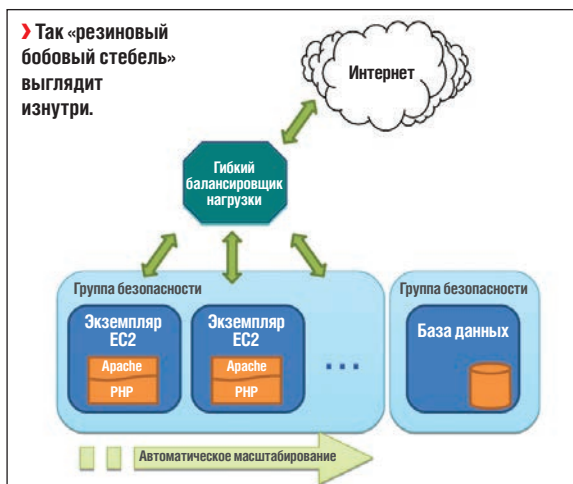 ❯ Так «резиновый
бобовый стебель»
выглядит
изнутри.
Интернет
Гибкий
балансировщик
нагрузки
Группа безопасности
Экземпляр
EC2
Apache
PHP
Экземпляр
EC2
Apache
PHP
...
Группа безопасности
База данных
Автоматическое масштабирование